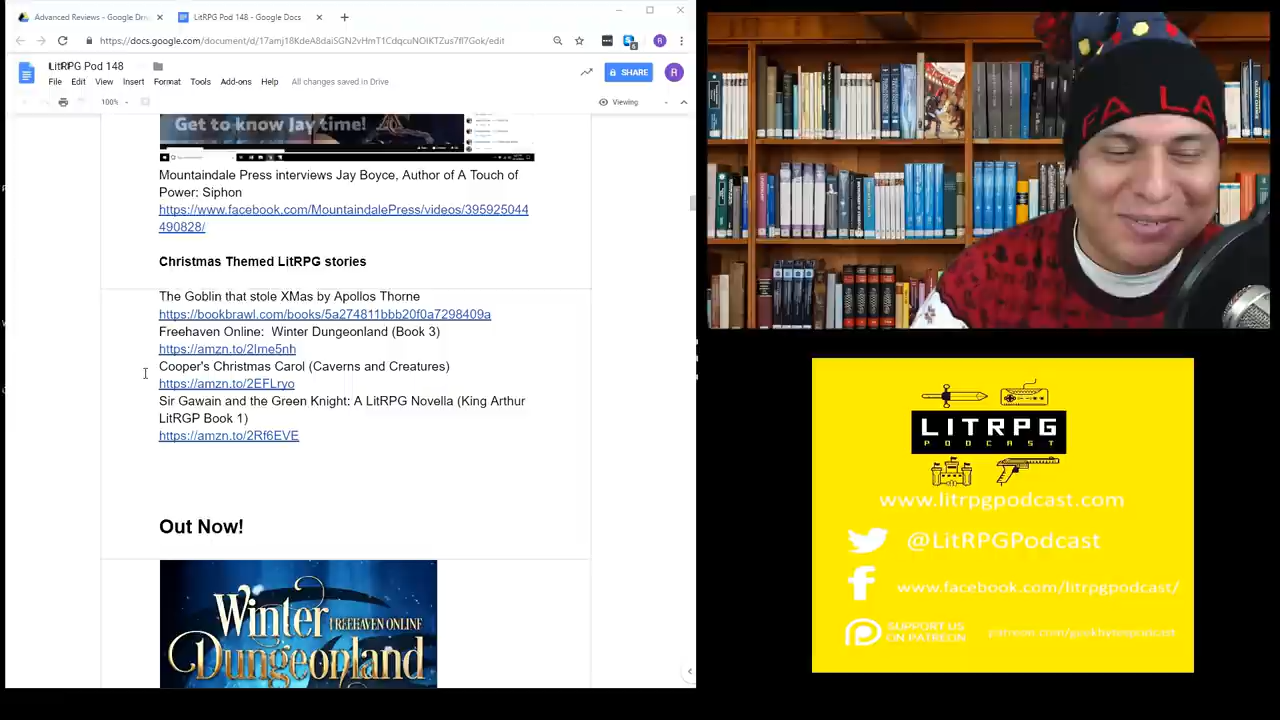 Advanced Reviews - Google Dri
LitRPG Pod 148 - Google Docs
https://docs.google.com/document/d/17amj18KdeA8daiSGN2vHmT1CdqcuNOIKTZus7fl7Gok/edit
LitRPG Pod 148
File Edit View Insert Format Tools Add-ons Help All changes saved in Drive
SHARE
R
100%
Viewing
Get to know Jay time!
Mountaindale Press interviews Jay Boyce, Author of A Touch of
Power: Siphon
https://www.facebook.com/MountaindalePress/videos/395925044
490828/
Christmas Themed LitRPG stories
The Goblin that stole XMas by Apollos Thorne
https://bookbrawl.com/books/5a274811bbb20f0a7298409a
Freehaven Online: Winter Dungeonland (Book 3)
https://amzn.to/2Ime5nh
Cooper's Christmas Carol (Caverns and Creatures)
https://amzn.to/2EFLryo
Sir Gawain and the Green Knight: A LitRPG Novella (King Arthur
LitRGP Book 1)
https://amzn.to/2Rf6EVE
Out Now!
Winter FREEHAVEN ONLINE
Dungeonland
A LA
LITRPG
PODCAST
www.litrpgpodcast.com
@LitRPGPodcast
www.facebook.com/litrpgpodcast/
SUPPORT US
ON PATREON
patreon.com/geekbytespodcast